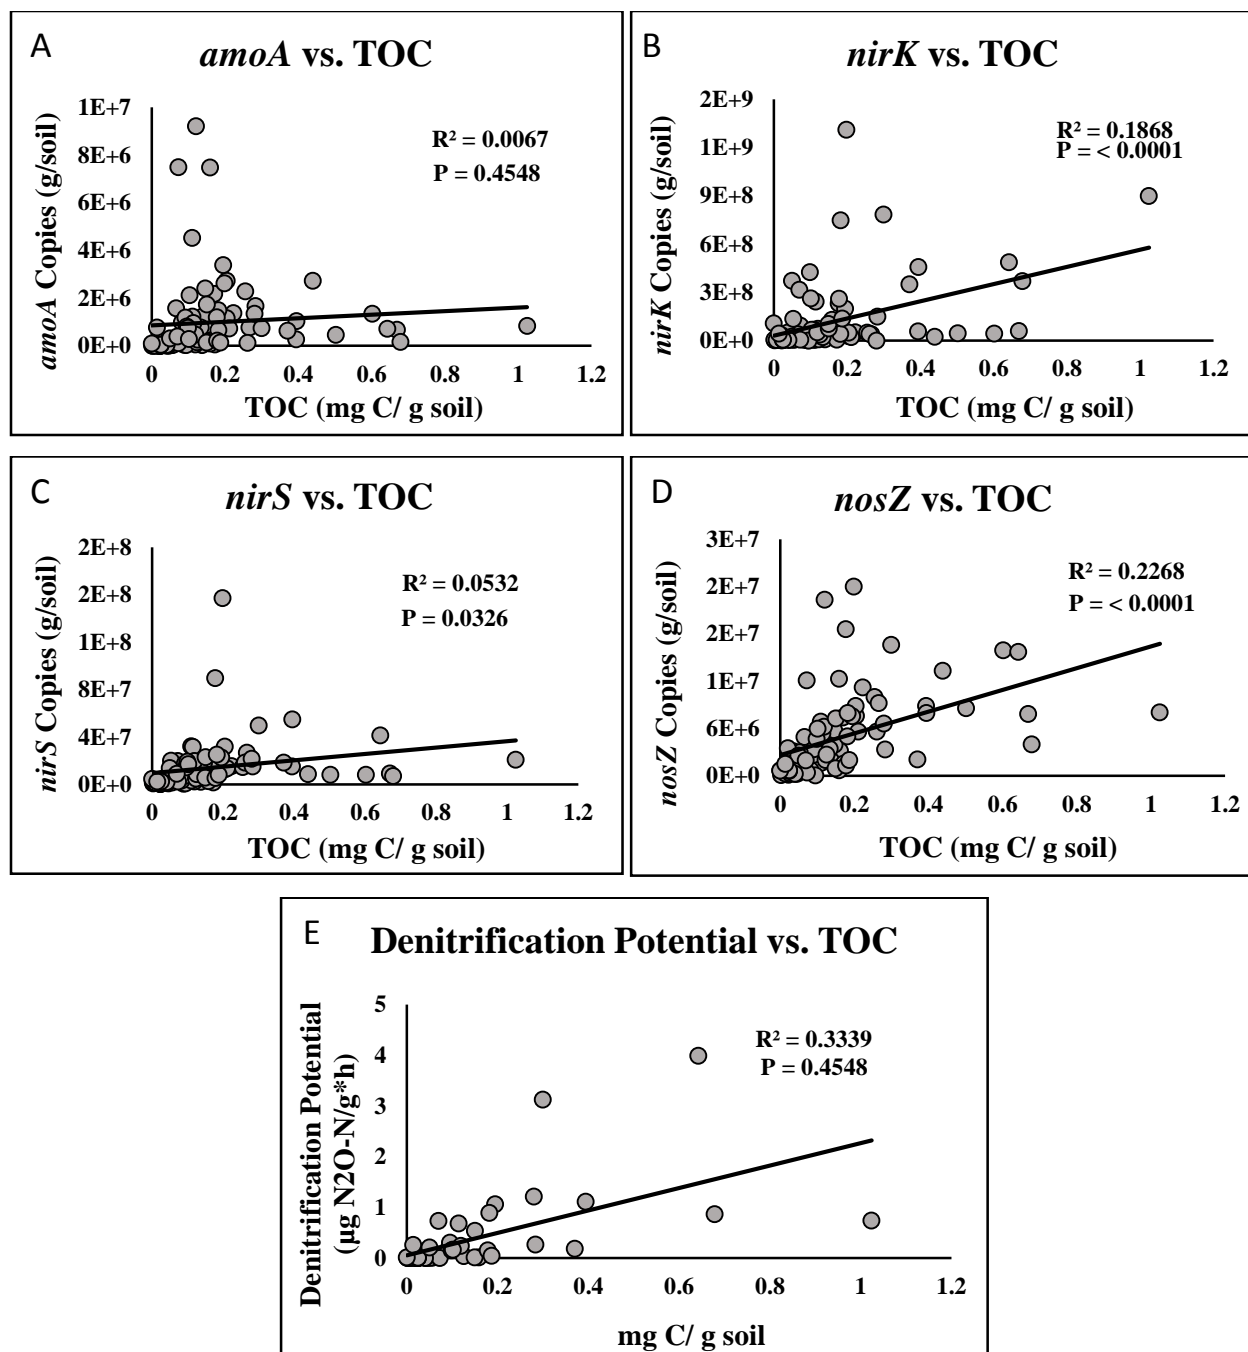 A
amoA vs. TOC
R² = 0.0067
P = 0.4548
amoA Copies (g/soil)
1E+7
8E+6
6E+6
4E+6
2E+6
0E+0
0 0.2 0.4 0.6 0.8 1 1.2
TOC (mg C/ g soil)
B
nirK vs. TOC
R² = 0.1868
P = < 0.0001
nirK Copies (g/soil)
2E+9
1E+9
9E+8
6E+8
3E+8
0E+0
0 0.2 0.4 0.6 0.8 1 1.2
TOC (mg C/ g soil)
C
nirS vs. TOC
R² = 0.0532
P = 0.0326
nirS Copies (g/soil)
2E+8
2E+8
1E+8
8E+7
4E+7
0E+0
0 0.2 0.4 0.6 0.8 1 1.2
TOC (mg C/ g soil)
D
nosZ vs. TOC
R² = 0.2268
P = < 0.0001
nosZ Copies (g/soil)
3E+7
2E+7
2E+7
1E+7
6E+6
0E+0
0 0.2 0.4 0.6 0.8 1 1.2
TOC (mg C/ g soil)
E
Denitrification Potential vs. TOC
R² = 0.3339
P = 0.4548
Denitrification Potential
(µg N2O-N/g*h)
5
4
3
2
1
0
0 0.2 0.4 0.6 0.8 1 1.2
mg C/ g soil